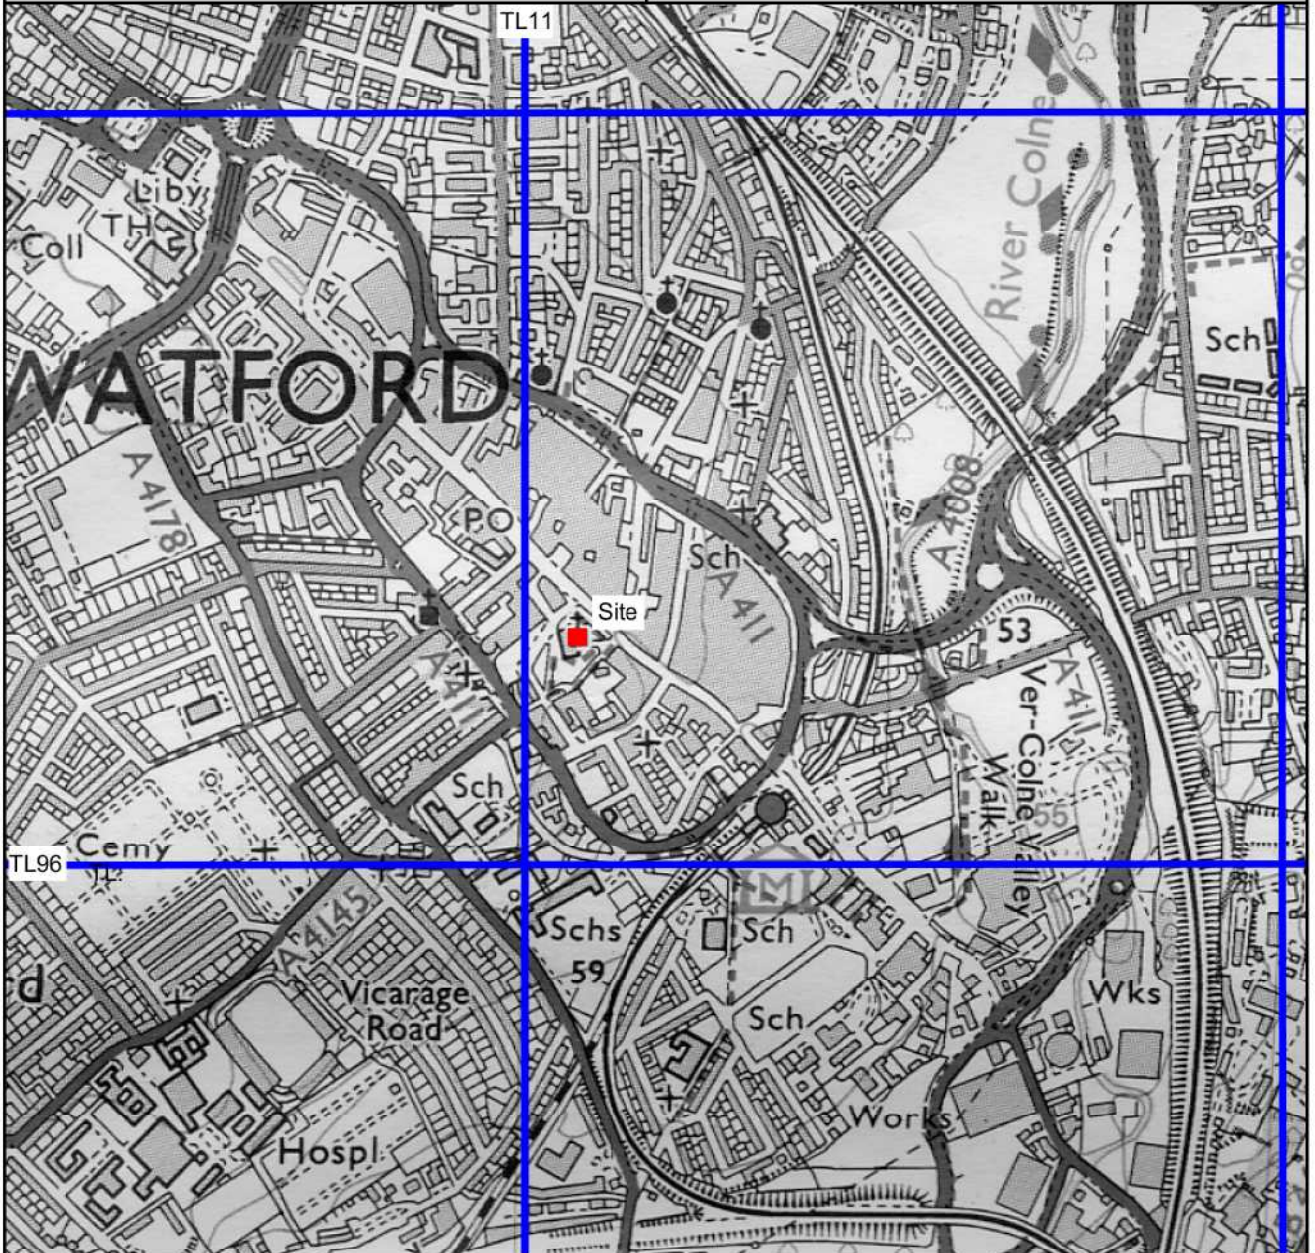 TL11
River Colne
Liby
TH
Coll
Sch
WATFORD
A 4178
A 4008
PO
Sch
A 411
Site
53
A 411
A 411
Ver-Colne Valley
Walk
Sch
55
Cemy
TL96
A 4145
M
Schs
Sch
59
d
Vicarage
Road
Sch
Wks
Works
Hospl